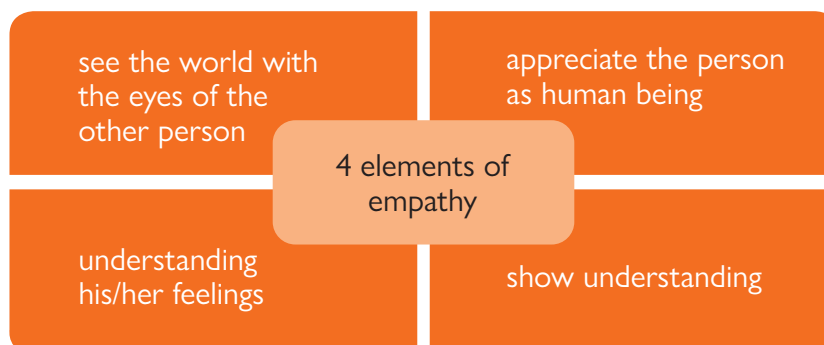 see the world with
the eyes of the
other person
appreciate the person
as human being
4 elements of
empathy
understanding
his/her feelings
show understanding